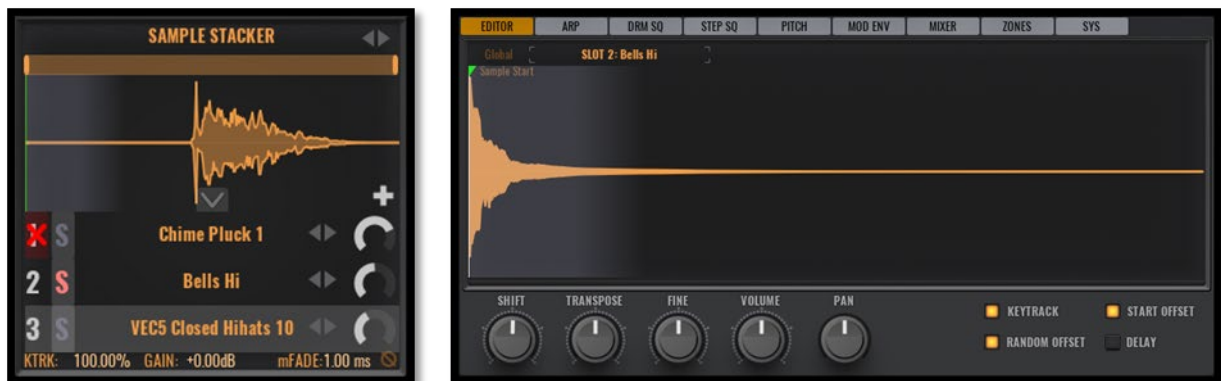 SAMPLE STACKER
S Chime Pluck 1
2 S Bells Hi
3 S VEC5 Closed Hihats 10
KTRK: 100.00% GAIN: +0.00dB mFADE:1.00 ms
EDITOR ARP DRM SQ STEP SQ PITCH MOD ENV MIXER ZONES SYS
Global SLOT 2: Bells Hi
Sample Start
SHIFT TRANSPOSE FINE VOLUME PAN
KEYTRACK START OFFSET
RANDOM OFFSET DELAY